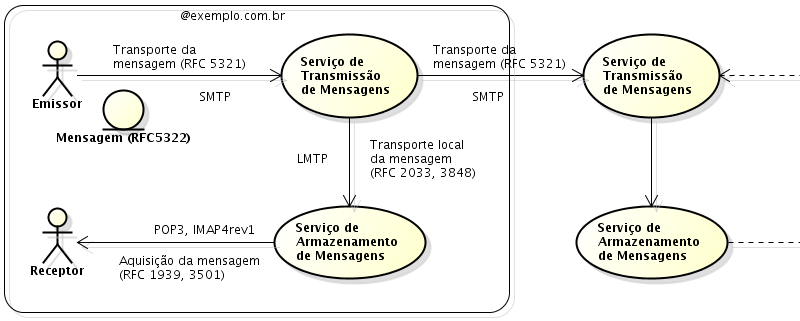 @exemplo.com.br
Transporte da
mensagem (RFC 5321)
SMTP
Emissor
Mensagem (RFC5322)
Serviço de
Transmissão
de Mensagens
Transporte da
mensagem (RFC 5321)
SMTP
Serviço de
Transmissão
de Mensagens
LMTP
Transporte local
da mensagem
(RFC 2033, 3848)
POP3, IMAP4rev1
Aquisição da mensagem
(RFC 1939, 3501)
Receptor
Serviço de
Armazenamento
de Mensagens
Serviço de
Armazenamento
de Mensagens